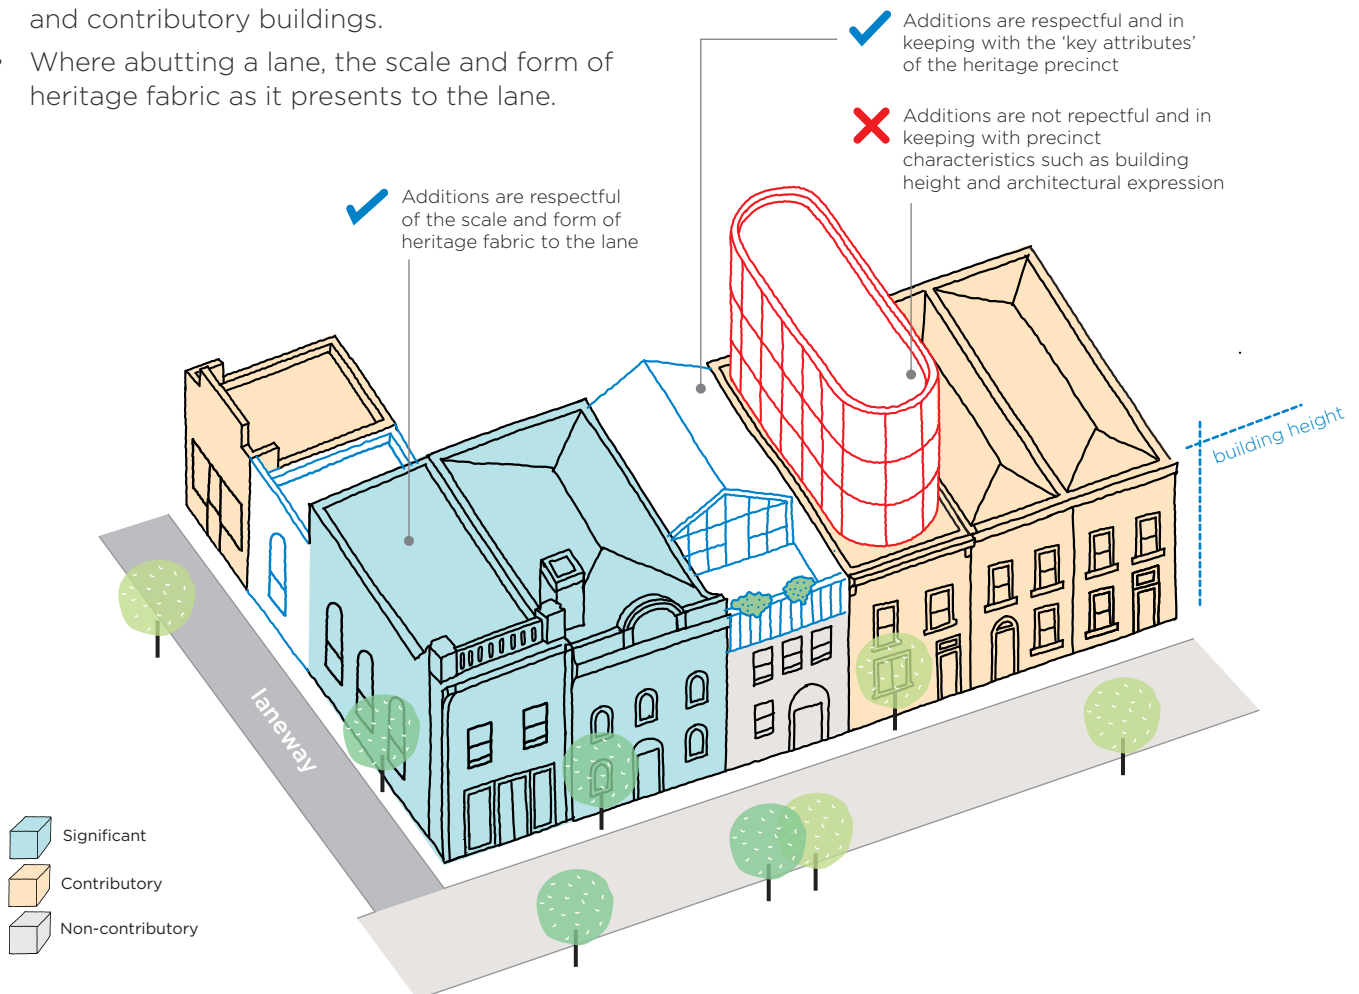 and contributory buildings.
• Where abutting a lane, the scale and form of
heritage fabric as it presents to the lane.
Additions are respectful and in
keeping with the ‘key attributes’
of the heritage precinct
Additions are not repectful and in
keeping with precinct
characteristics such as building
height and architectural expression
Additions are respectful
of the scale and form of
heritage fabric to the lane
building height
laneway
Significant
Contributory
Non-contributory